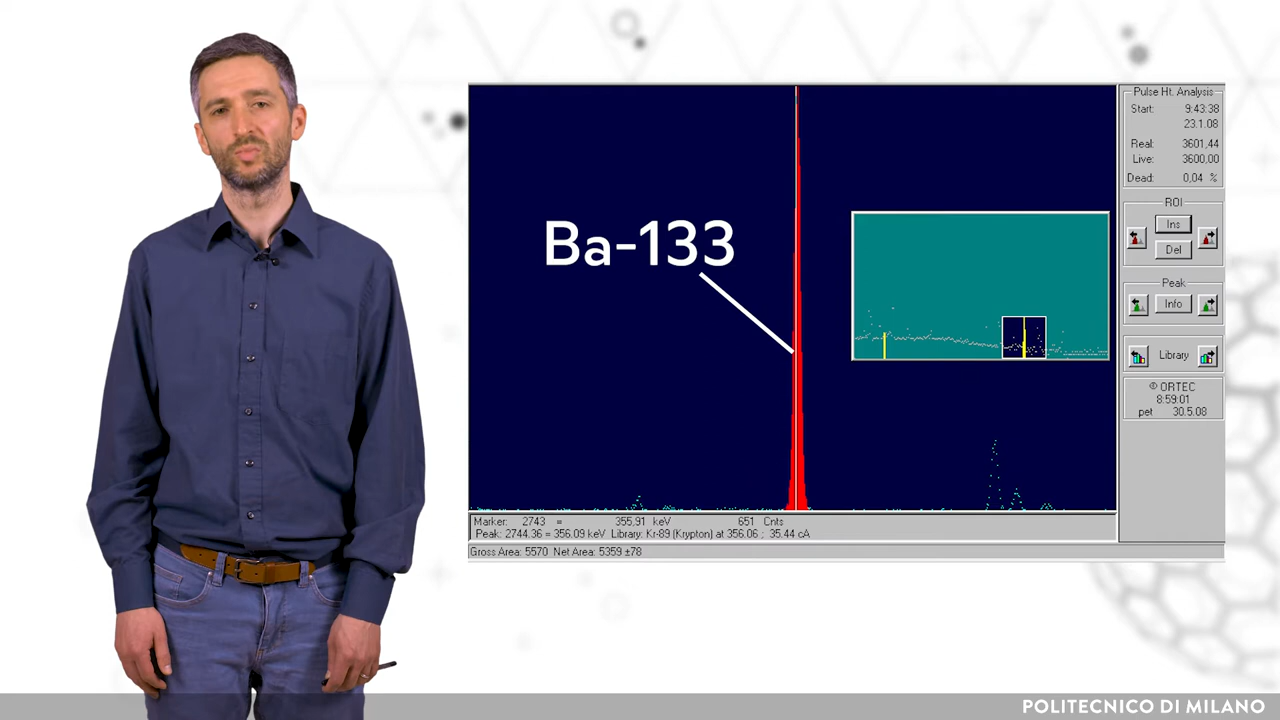 Ba-133
Pulse Ht. Analysis
Start: 9:43:38
23.1.08
Real: 3601,44
Live: 3600,00
Dead: 0,04 %
ROI
Ins
Del
Peak
Info
Library
© ORTEC
8:59:01
pet 30.5.08
Marker: 2743 = 355,91 keV 651 Cnts
Peak: 2744.36 = 356.09 keV Library: Kr-89 (Krypton) at 356.06 ; 35.44 cA
Gross Area: 5570 Net Area: 5359 ±78
POLITECNICO DI MILANO